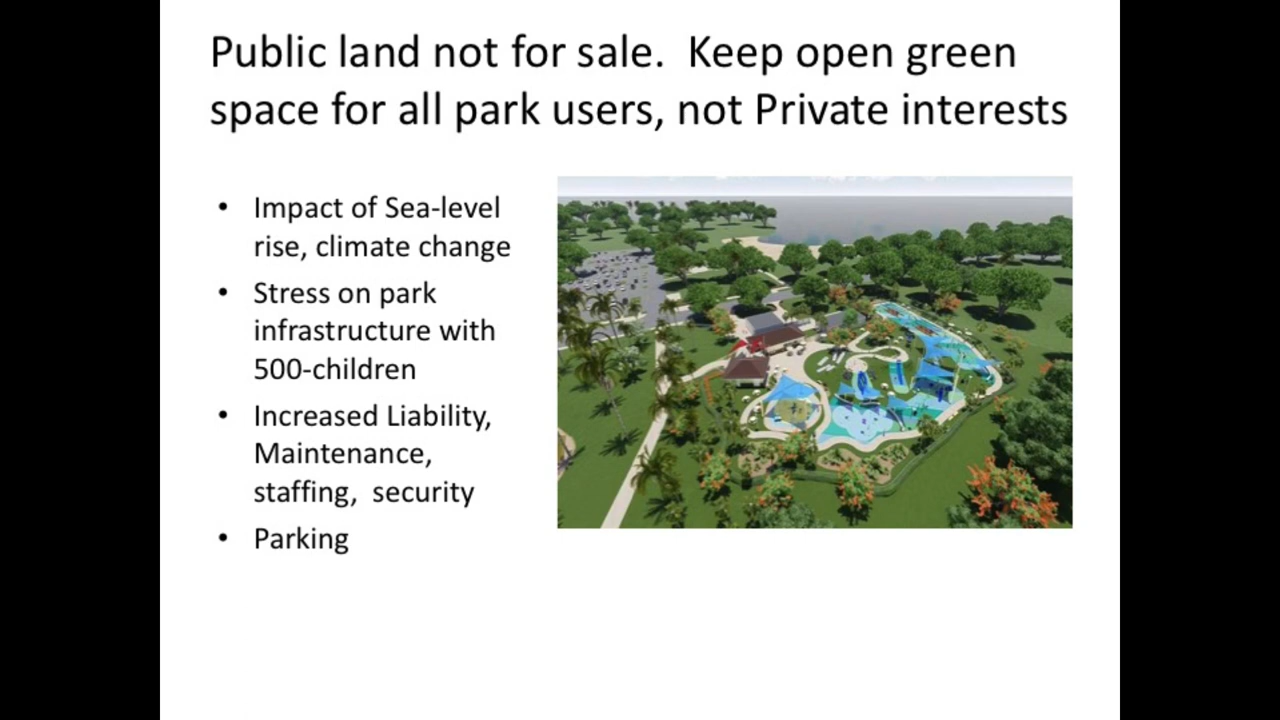 Public land not for sale.  Keep open green
space for all park users, not Private interests
• Impact of Sea-level
rise, climate change
• Stress on park
infrastructure with
500-children
• Increased Liability,
Maintenance,
staffing,  security
• Parking